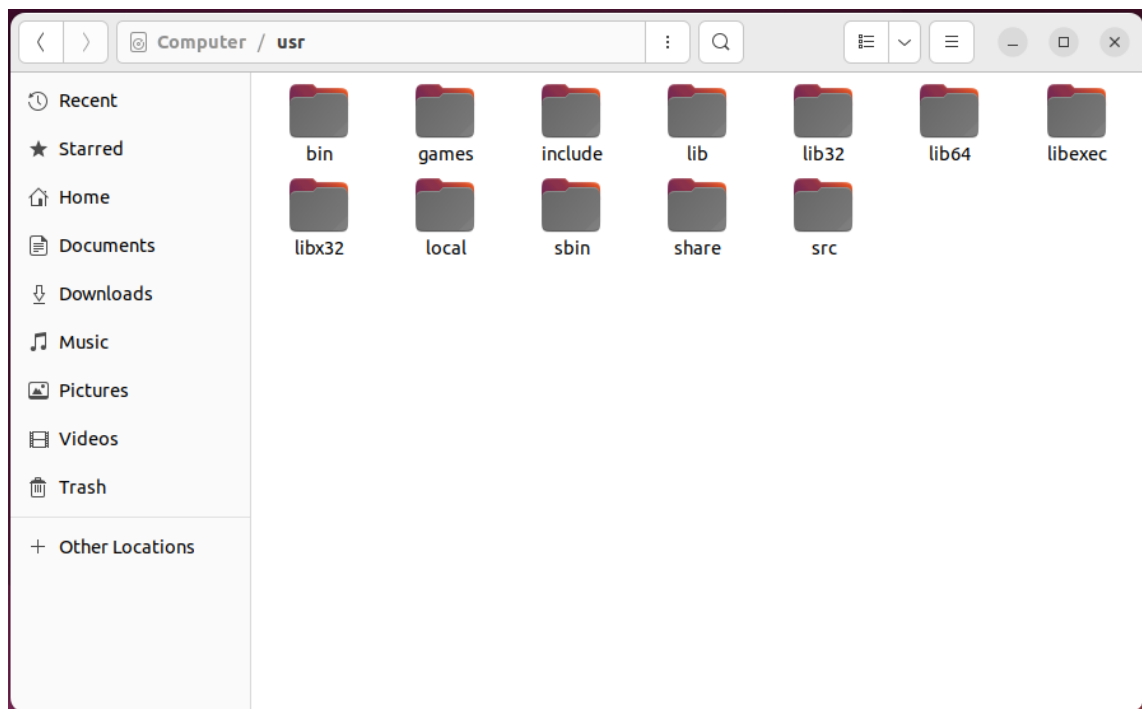 Computer / usr
Recent
Starred
Home
Documents
Downloads
Music
Pictures
Videos
Trash
+ Other Locations
bin games include lib lib32 lib64 libexec
libx32 local sbin share src